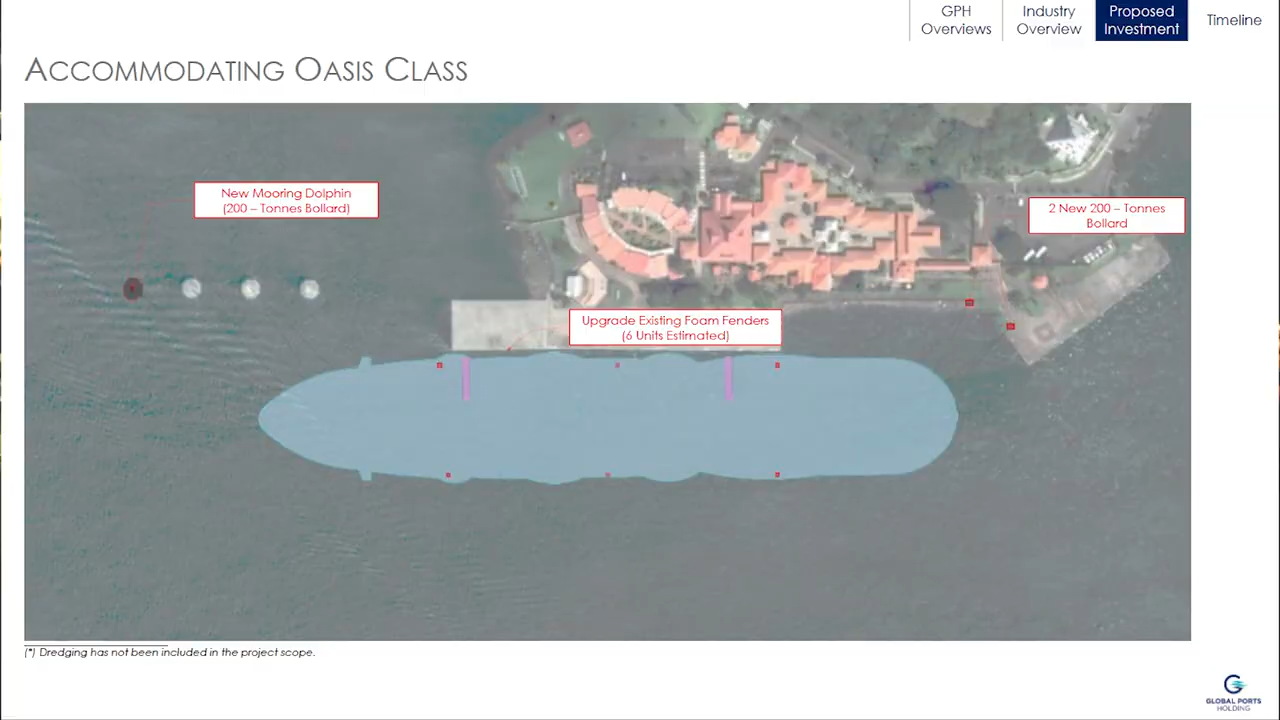 GPH
Overviews
Industry
Overview
Proposed
Investment
Timeline
ACCOMMODATING OASIS CLASS
New Mooring Dolphin
(200 – Tonnes Bollard)
2 New 200 – Tonnes
Bollard
Upgrade Existing Foam Fenders
(6 Units Estimated)
(*) Dredging has not been included in the project scope.
GLOBAL PORTS
HOLDING